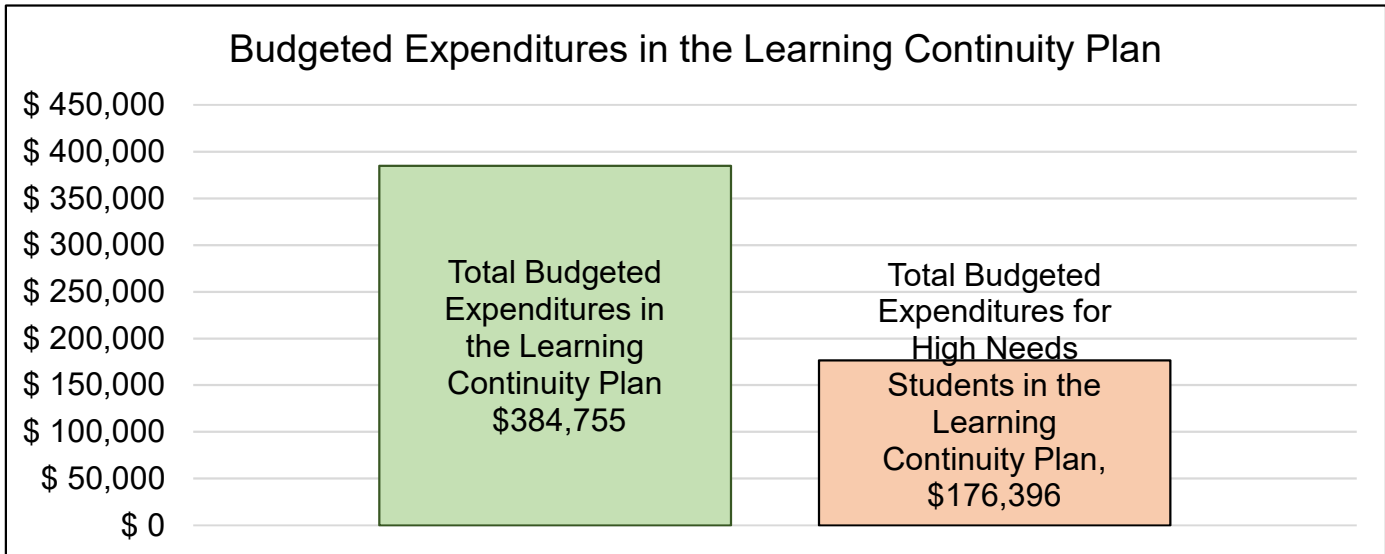 Budgeted Expenditures in the Learning Continuity Plan
$ 450,000
$ 400,000
$ 350,000
$ 300,000
$ 250,000
$ 200,000
$ 150,000
$ 100,000
$ 50,000
$ 0
Total Budgeted
Expenditures in
the Learning
Continuity Plan
$384,755
Total Budgeted
Expenditures for
High Needs
Students in the
Learning
Continuity Plan,
$176,396